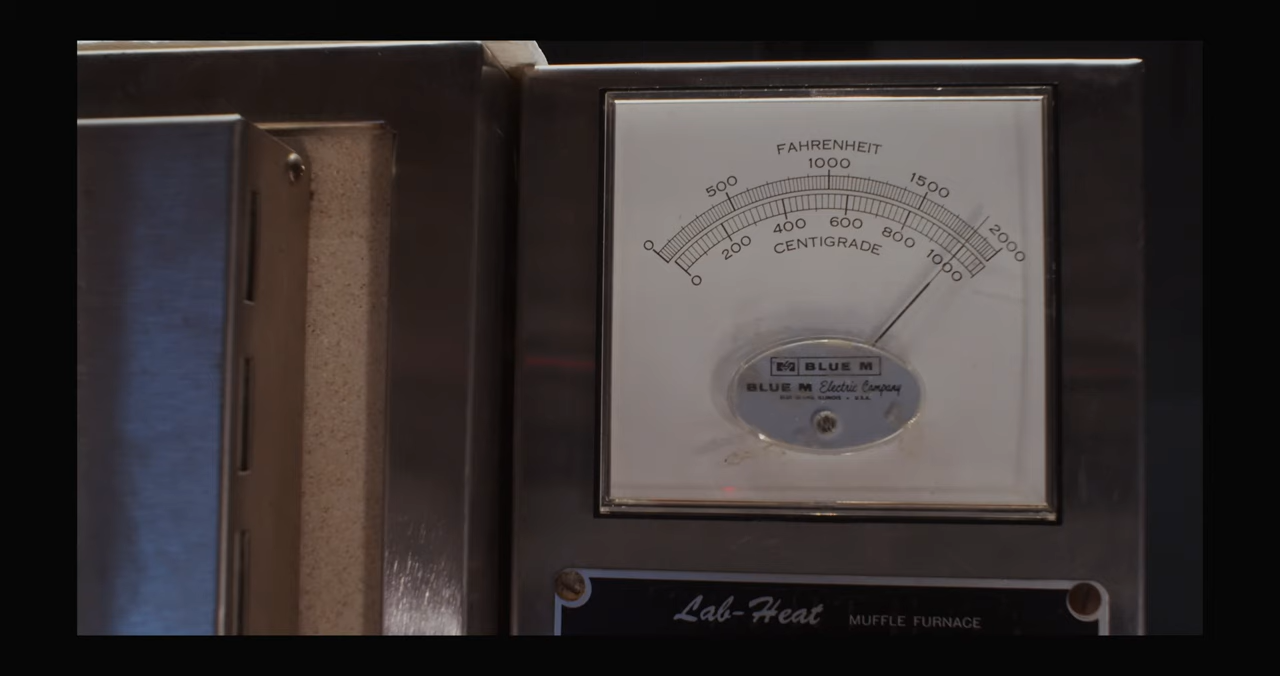 FAHRENHEIT
0 500 1000 1500 2000
0 200 400 600 800 1000
CENTIGRADE
BLUE M
BLUE M Electric Company
ILLINOIS • U.S.A.
Lab-Heat MUFFLE FURNACE